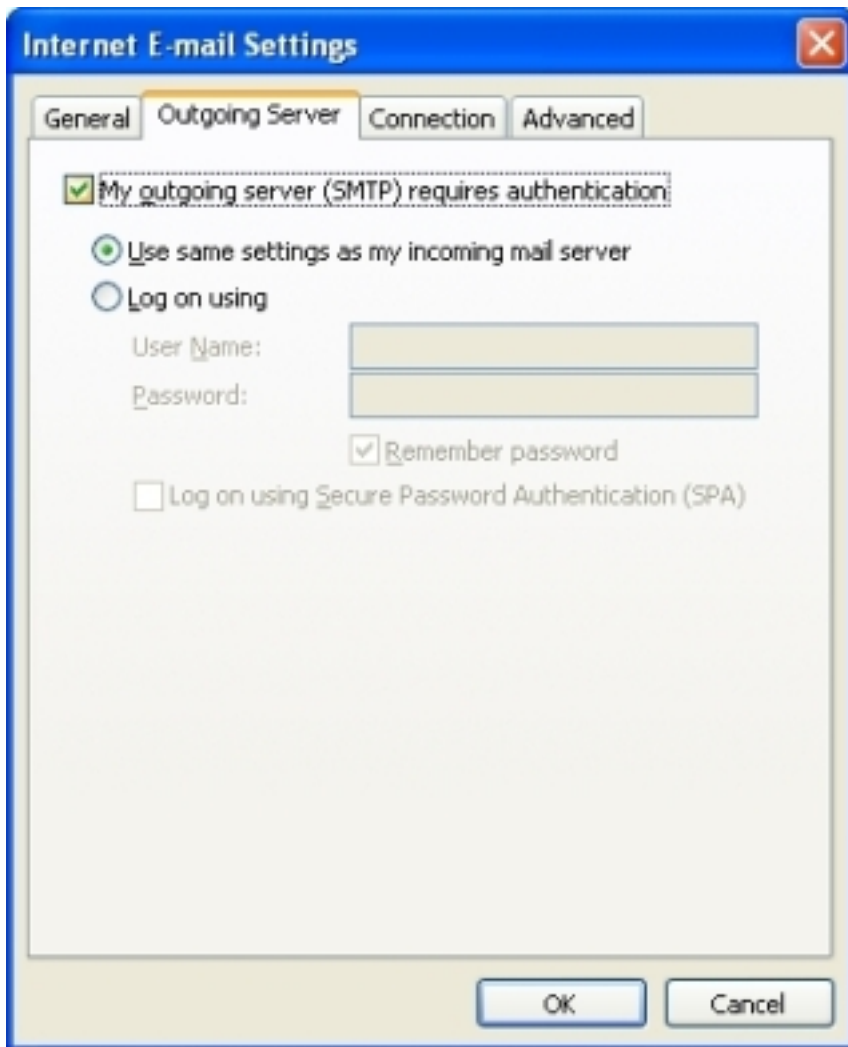 Internet E-mail Settings
General Outgoing Server Connection Advanced
My outgoing server (SMTP) requires authentication
Use same settings as my incoming mail server
Log on using
User Name:
Password:
Remember password
Log on using Secure Password Authentication (SPA)
OK Cancel